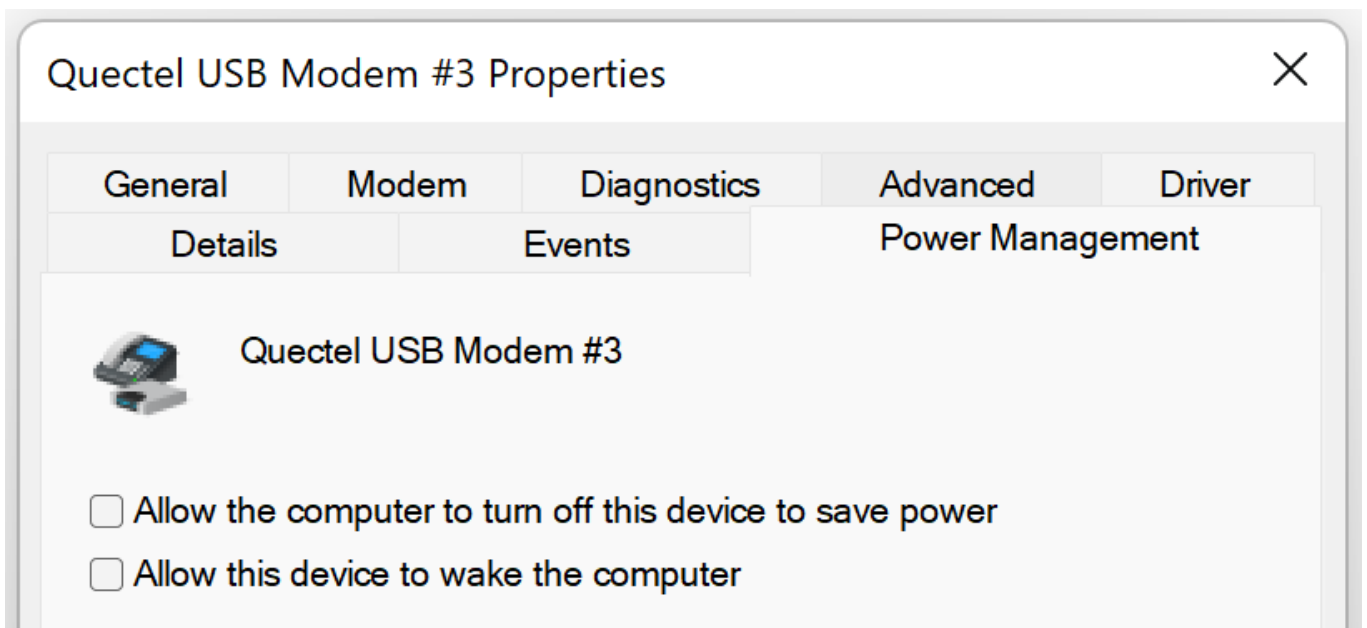 Quectel USB Modem #3 Properties
General Modem Diagnostics Advanced Driver
Details Events Power Management
Quectel USB Modem #3
Allow the computer to turn off this device to save power
Allow this device to wake the computer